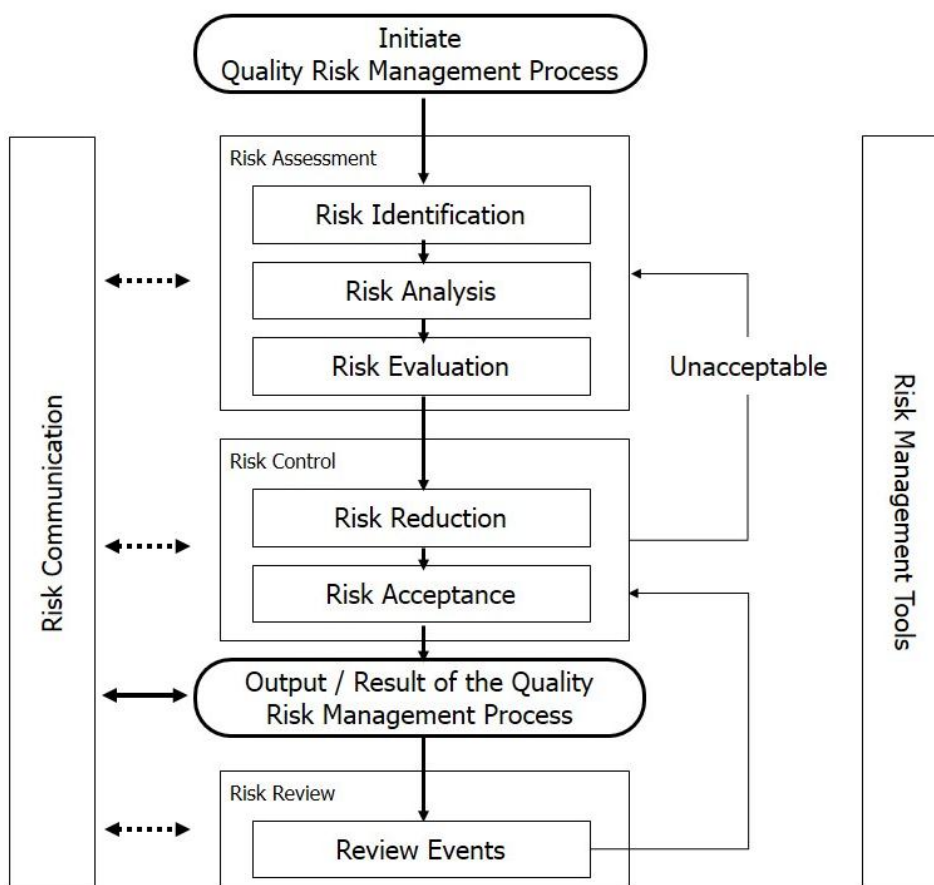 Initiate
Quality Risk Management Process
Risk Assessment
Risk Identification
Risk Analysis
Risk Evaluation
Unacceptable
Risk Control
Risk Reduction
Risk Acceptance
Output / Result of the Quality
Risk Management Process
Risk Review
Review Events
Risk Communication
Risk Management Tools